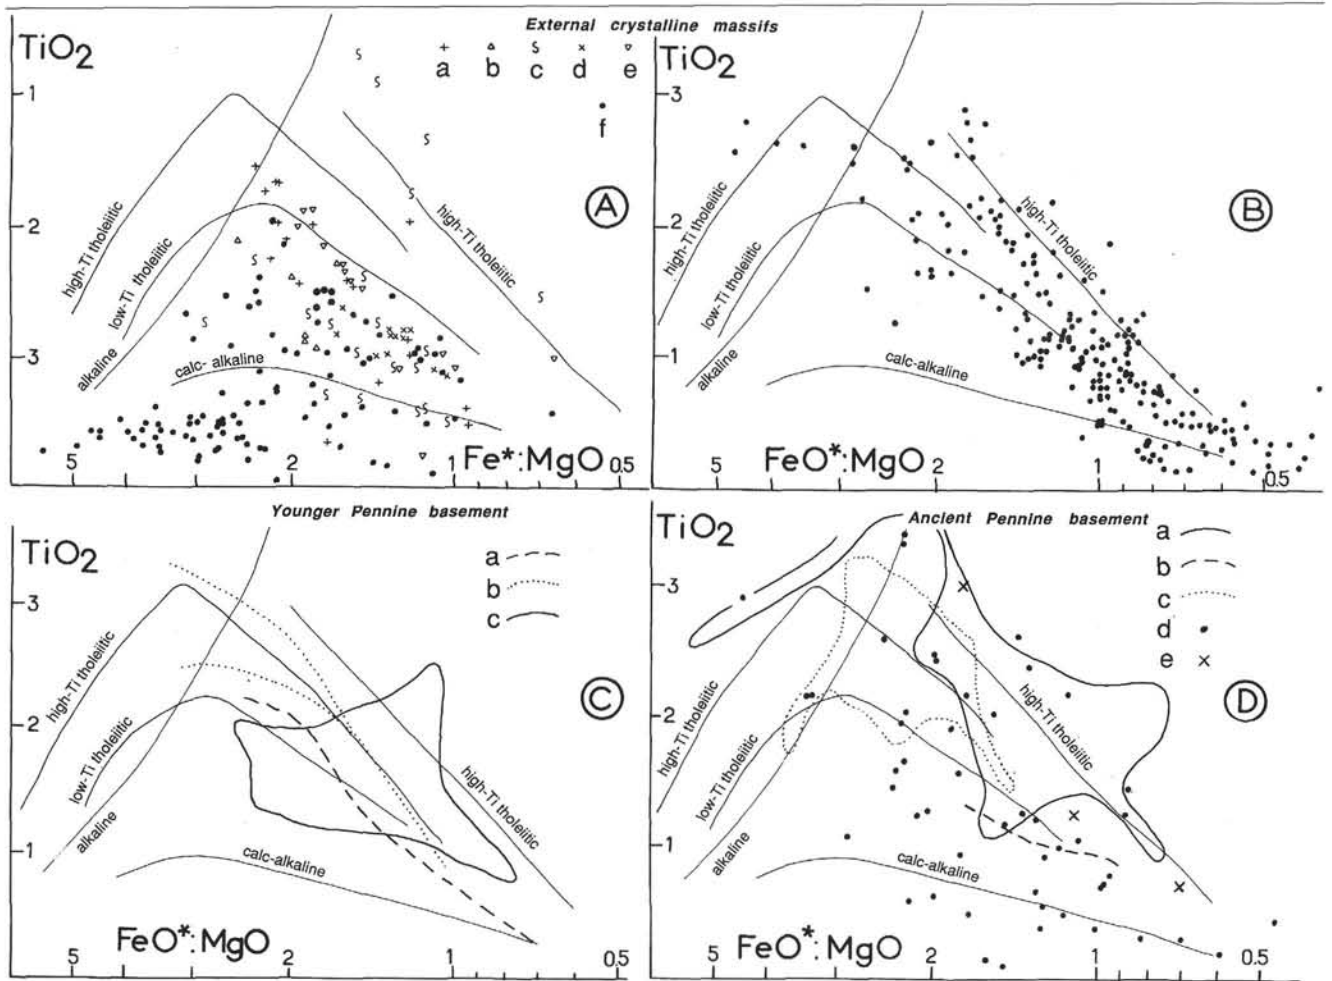 External crystalline massifs
TiO2
+ △ S × ▽
a b c d e
•
f
1
2
3
high-Ti tholeiitic
low-Ti tholeiitic
alkaline
calc- alkaline
high-Ti tholeiitic
A
Fe*:MgO
5 2 1 0.5
TiO2
3
2
1
high-Ti tholeiitic
low-Ti tholeiitic
alkaline
calc-alkaline
high-Ti tholeiitic
B
FeO*:MgO
5 2 1 0.5
Younger Pennine basement
TiO2
a
b
c
3
2
1
high-Ti tholeiitic
low-Ti tholeiitic
alkaline
calc-alkaline
high-Ti tholeiitic
C
FeO*:MgO
5 2 1 0.5
Ancient Pennine basement
TiO2
a
b
c
d •
e ×
3
2
1
high-Ti tholeiitic
low-Ti tholeiitic
alkaline
calc-alkaline
high-Ti tholeiitic
D
FeO*:MgO
5 2 1 0.5